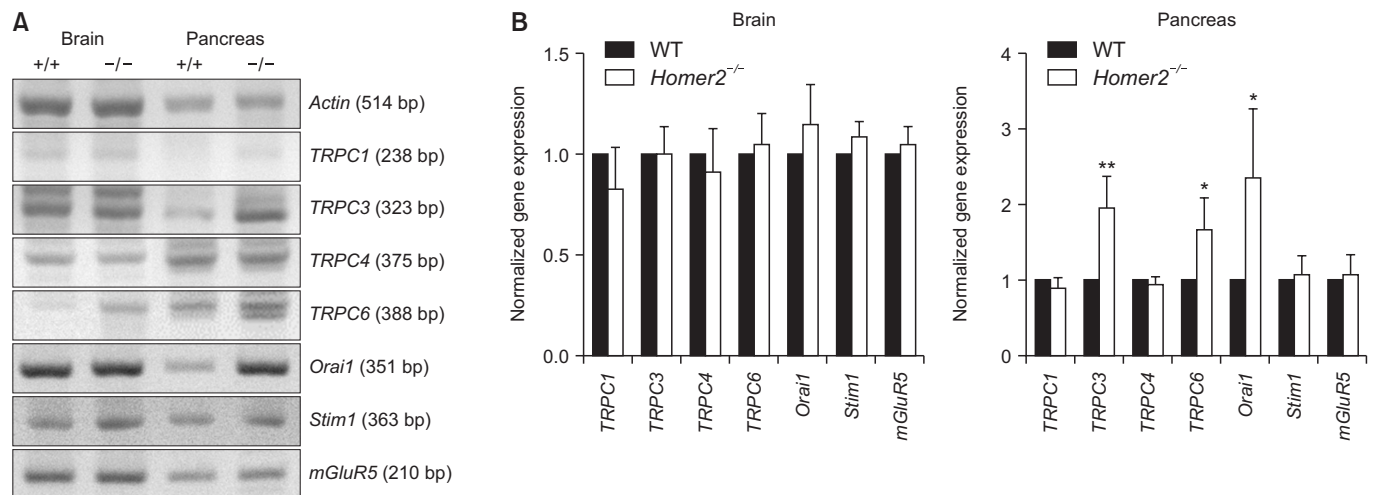 A
Brain Pancreas
+/+ −/− +/+ −/−
Actin (514 bp)
TRPC1 (238 bp)
TRPC3 (323 bp)
TRPC4 (375 bp)
TRPC6 (388 bp)
Orai1 (351 bp)
Stim1 (363 bp)
mGluR5 (210 bp)
B
Brain
WT
Homer2−/−
Normalized gene expression
1.5
1.0
0.5
0.0
TRPC1
TRPC3
TRPC4
TRPC6
Orai1
Stim1
mGluR5
Pancreas
WT
Homer2−/−
Normalized gene expression
4
3
2
1
0
**
*
*
TRPC1
TRPC3
TRPC4
TRPC6
Orai1
Stim1
mGluR5